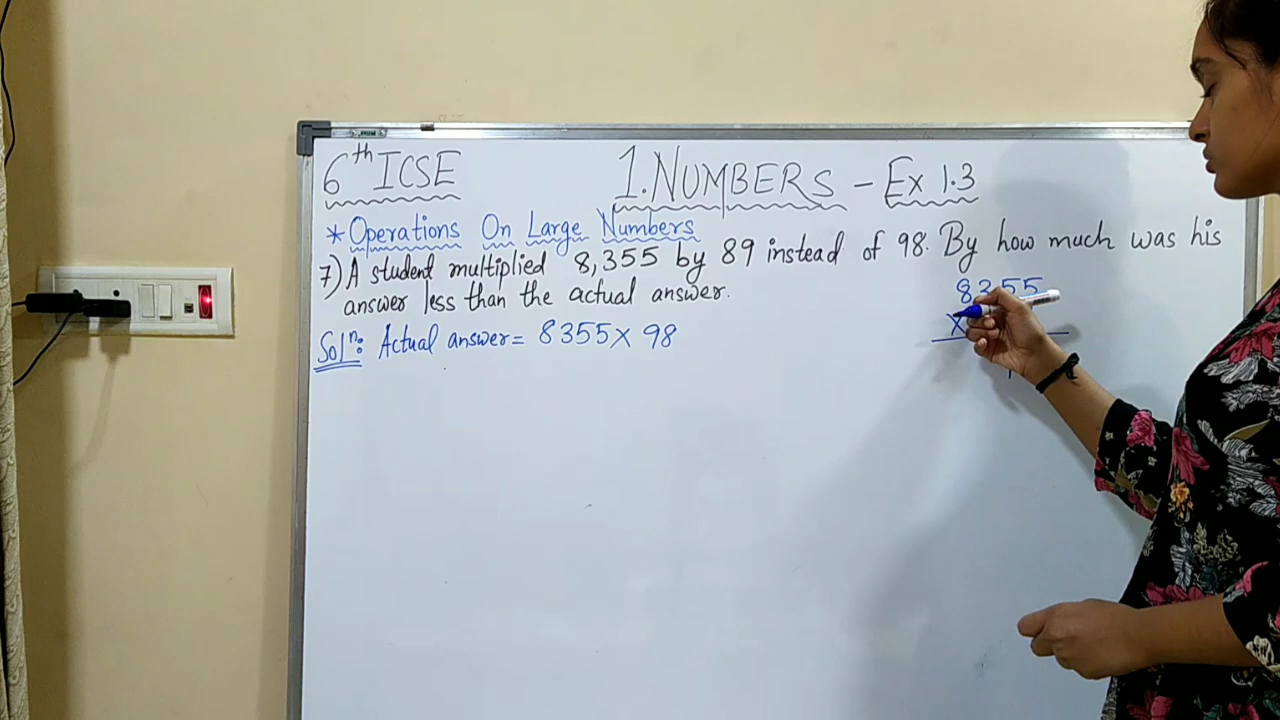 6th ICSE
1. NUMBERS - Ex 1.3
* Operations On Large Numbers
7) A student multiplied 8,355 by 89 instead of 98. By how much was his
answer less than the actual answer.
Soln: Actual answer = 8355 x 98
8355
x